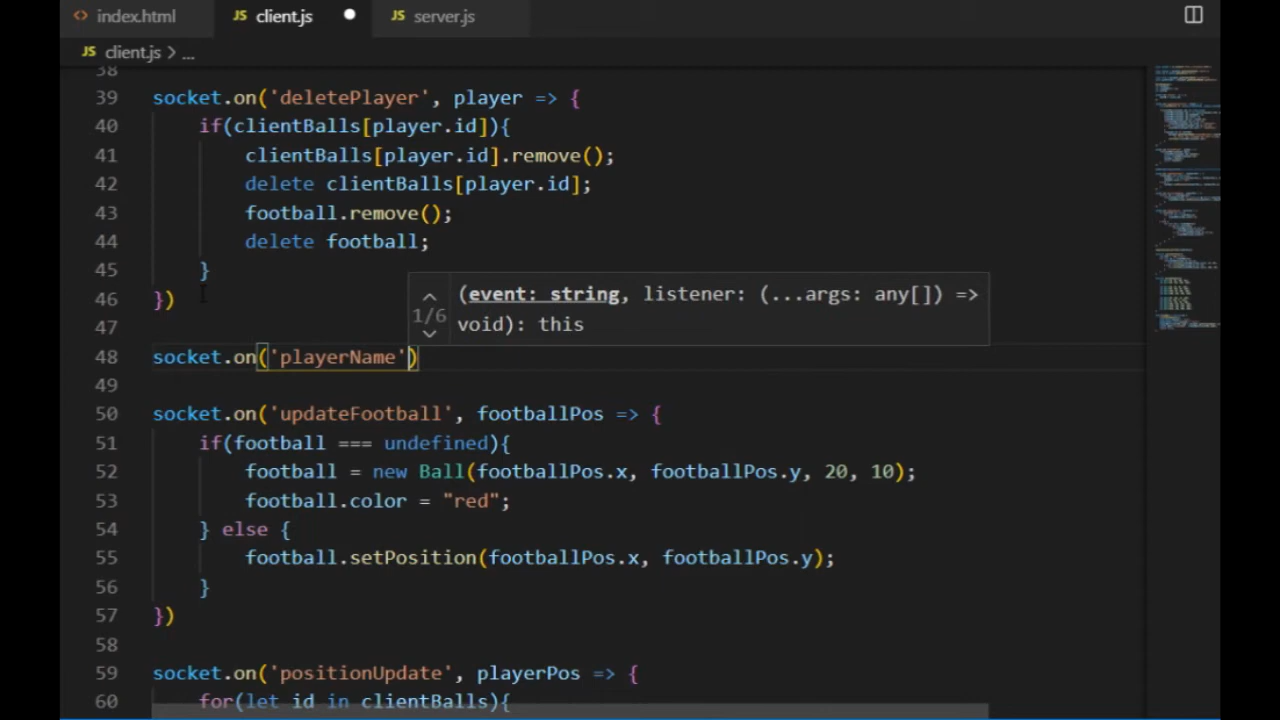 index.html JS client.js JS server.js
JS client.js > ...
38
39 socket.on('deletePlayer', player => {
40 if(clientBalls[player.id]){
41 clientBalls[player.id].remove();
42 delete clientBalls[player.id];
43 football.remove();
44 delete football;
45 }
46 })
(event: string, listener: (...args: any[]) =>
1/6
void): this
47
48 socket.on('playerName')
49
50 socket.on('updateFootball', footballPos => {
51 if(football === undefined){
52 football = new Ball(footballPos.x, footballPos.y, 20, 10);
53 football.color = "red";
54 } else {
55 football.setPosition(footballPos.x, footballPos.y);
56 }
57 })
58
59 socket.on('positionUpdate', playerPos => {
60 for(let id in clientBalls){